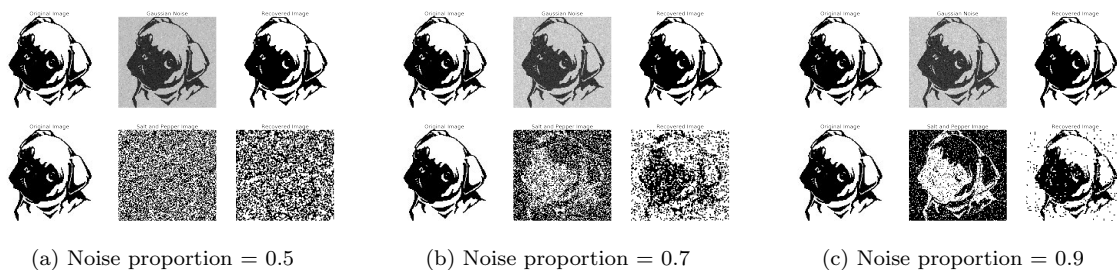 Original Image Gaussian Noise Recovered Image Original Image Gaussian Noise Recovered Image Original Image Gaussian Noise Recovered Image
Original Image Salt and Pepper Image Recovered Image Original Image Salt and Pepper Image Recovered Image Original Image Salt and Pepper Image Recovered Image
(a) Noise proportion = 0.5 (b) Noise proportion = 0.7 (c) Noise proportion = 0.9